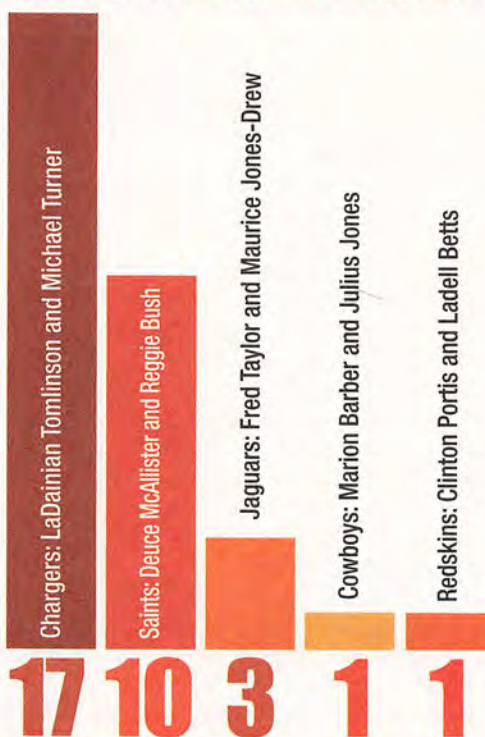 Chargers: LaDainian Tomlinson and Michael Turner
Saints: Deuce McAllister and Reggie Bush
Jaguars: Fred Taylor and Maurice Jones-Drew
Cowboys: Marion Barber and Julius Jones
Redskins: Clinton Portis and Ladell Betts
17 10 3 1 1